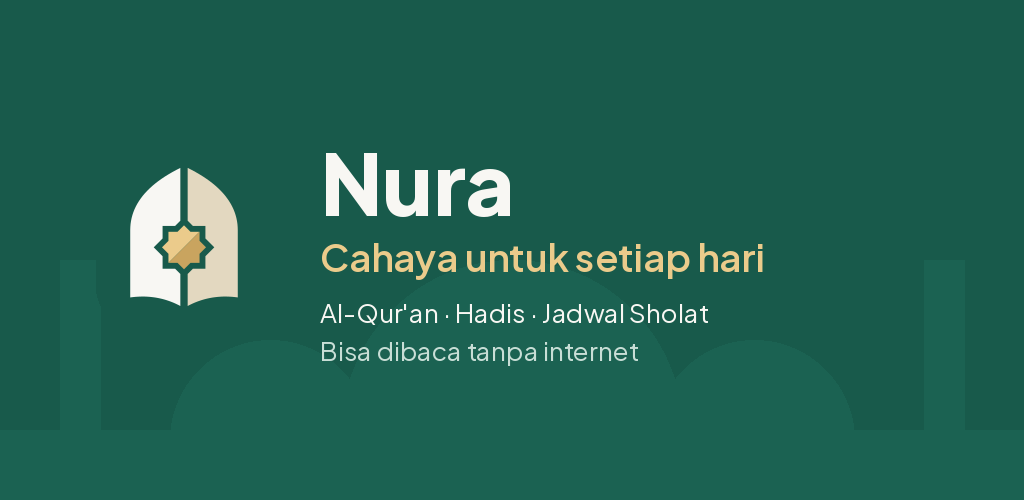 Nura
Cahaya untuk setiap hari
Al-Qur'an · Hadis · Jadwal Sholat
Bisa dibaca tanpa internet